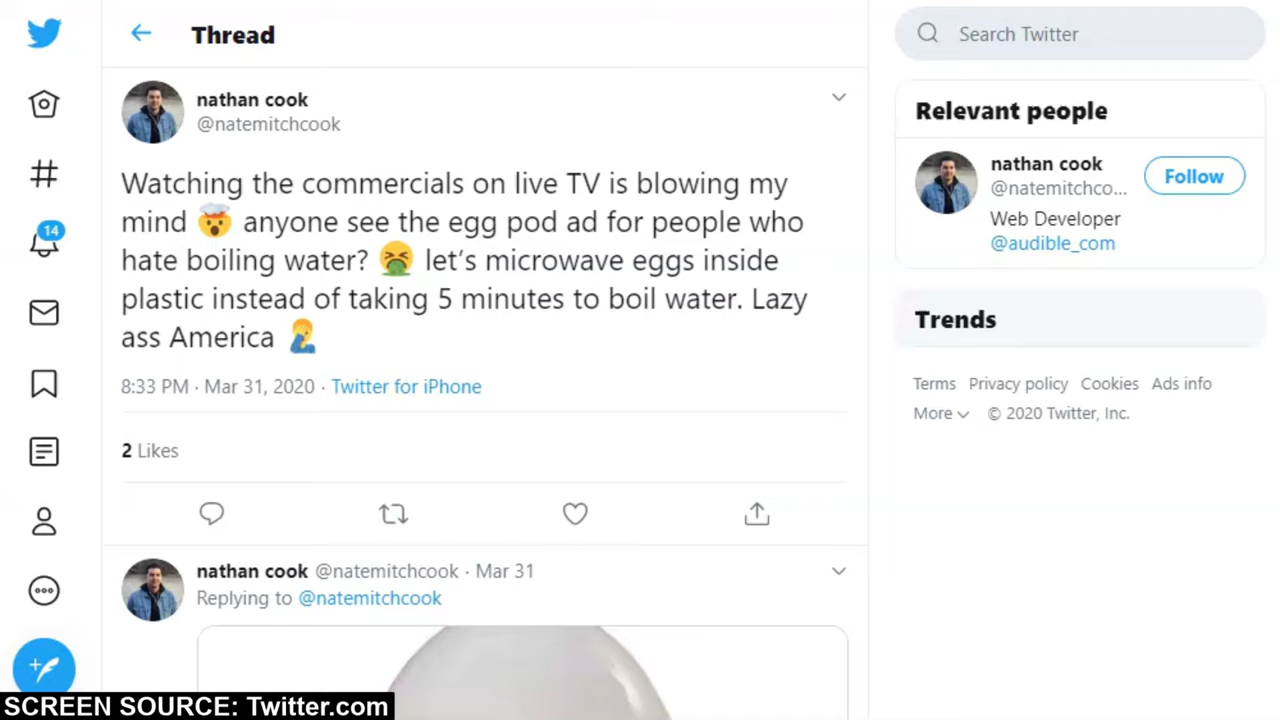 Thread
nathan cook
@natemitchcook
Watching the commercials on live TV is blowing my
mind 🤯 anyone see the egg pod ad for people who
hate boiling water? 🤮 let’s microwave eggs inside
plastic instead of taking 5 minutes to boil water. Lazy
ass America 🤦‍♂️
8:33 PM · Mar 31, 2020 · Twitter for iPhone
2 Likes
nathan cook @natemitchcook · Mar 31
Replying to @natemitchcook
14
Search Twitter
Relevant people
nathan cook
@natemitchco...
Follow
Web Developer
@audible_com
Trends
Terms Privacy policy Cookies Ads info
More © 2020 Twitter, Inc.
SCREEN SOURCE: Twitter.com